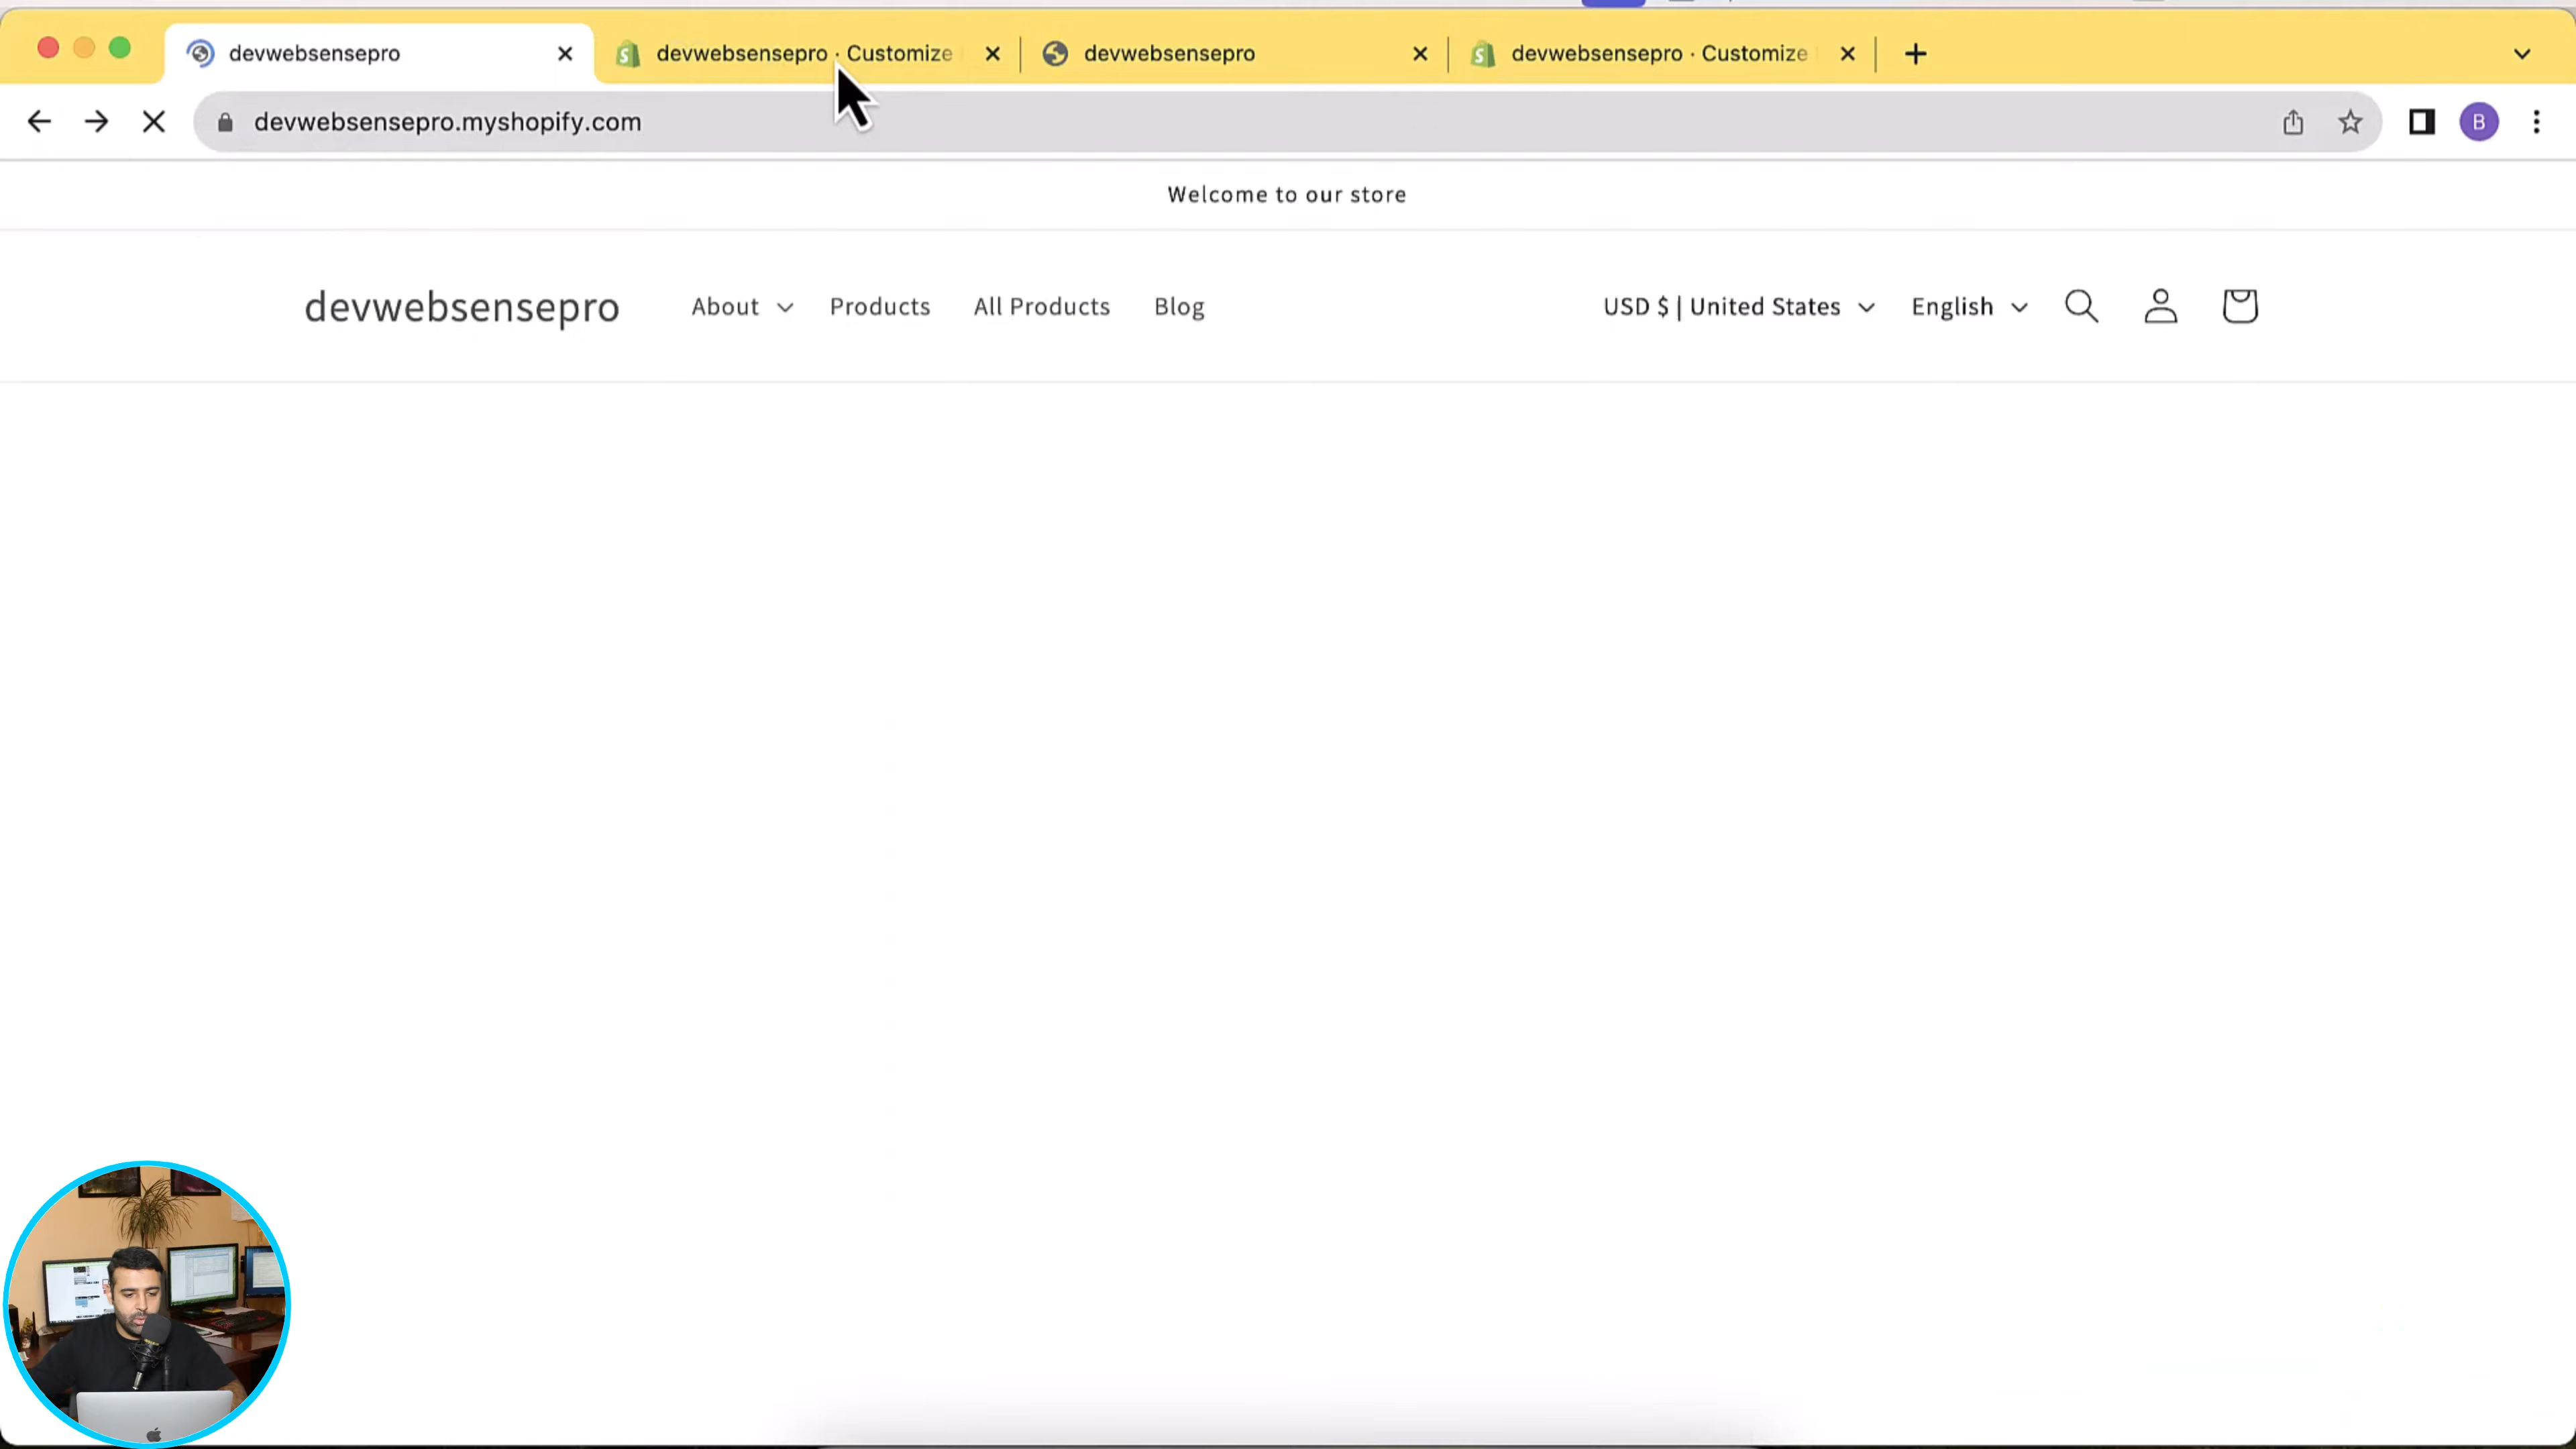 devwebsensepro
devwebsensepro · Customize
devwebsensepro
devwebsensepro · Customize
devwebsensepro.myshopify.com
B
Welcome to our store
devwebsensepro
About
Products
All Products
Blog
USD $ | United States
English